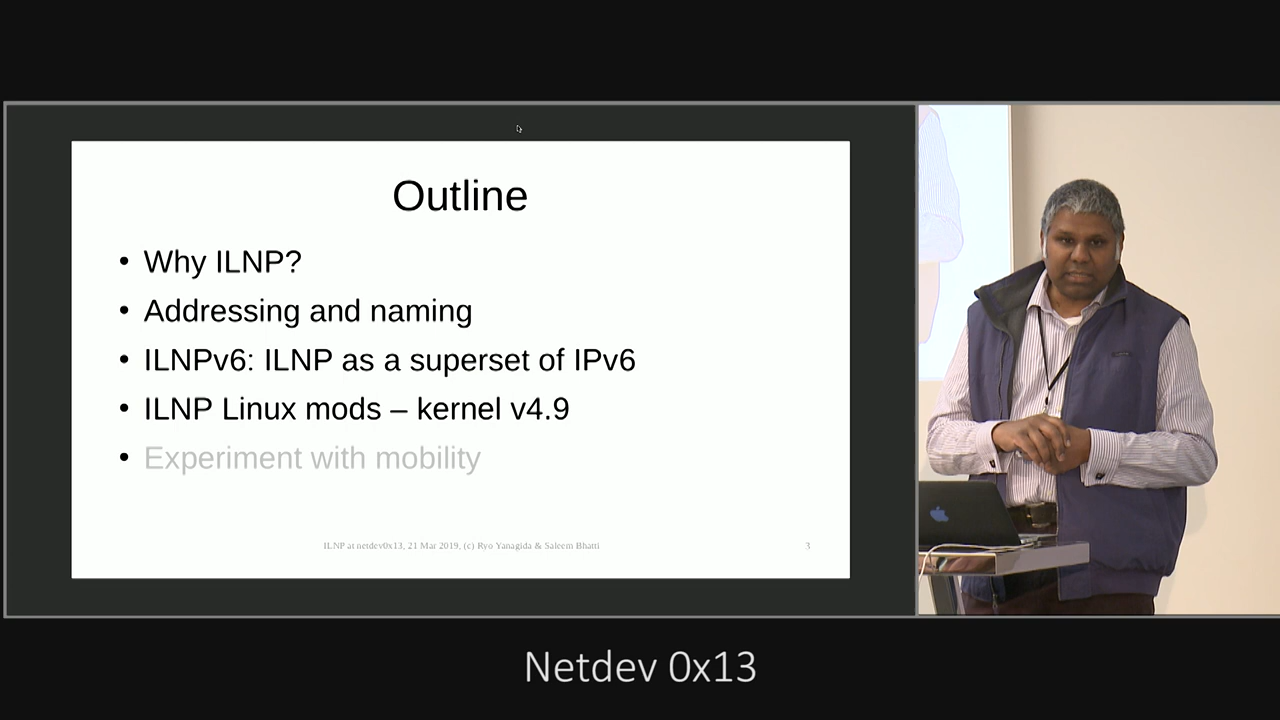 Outline
• Why ILNP?
• Addressing and naming
• ILNPv6: ILNP as a superset of IPv6
• ILNP Linux mods – kernel v4.9
• Experiment with mobility
ILNP at netdev0x13, 21 Mar 2019, (c) Ryo Yanagida & Saleem Bhatti
3
Netdev 0x13